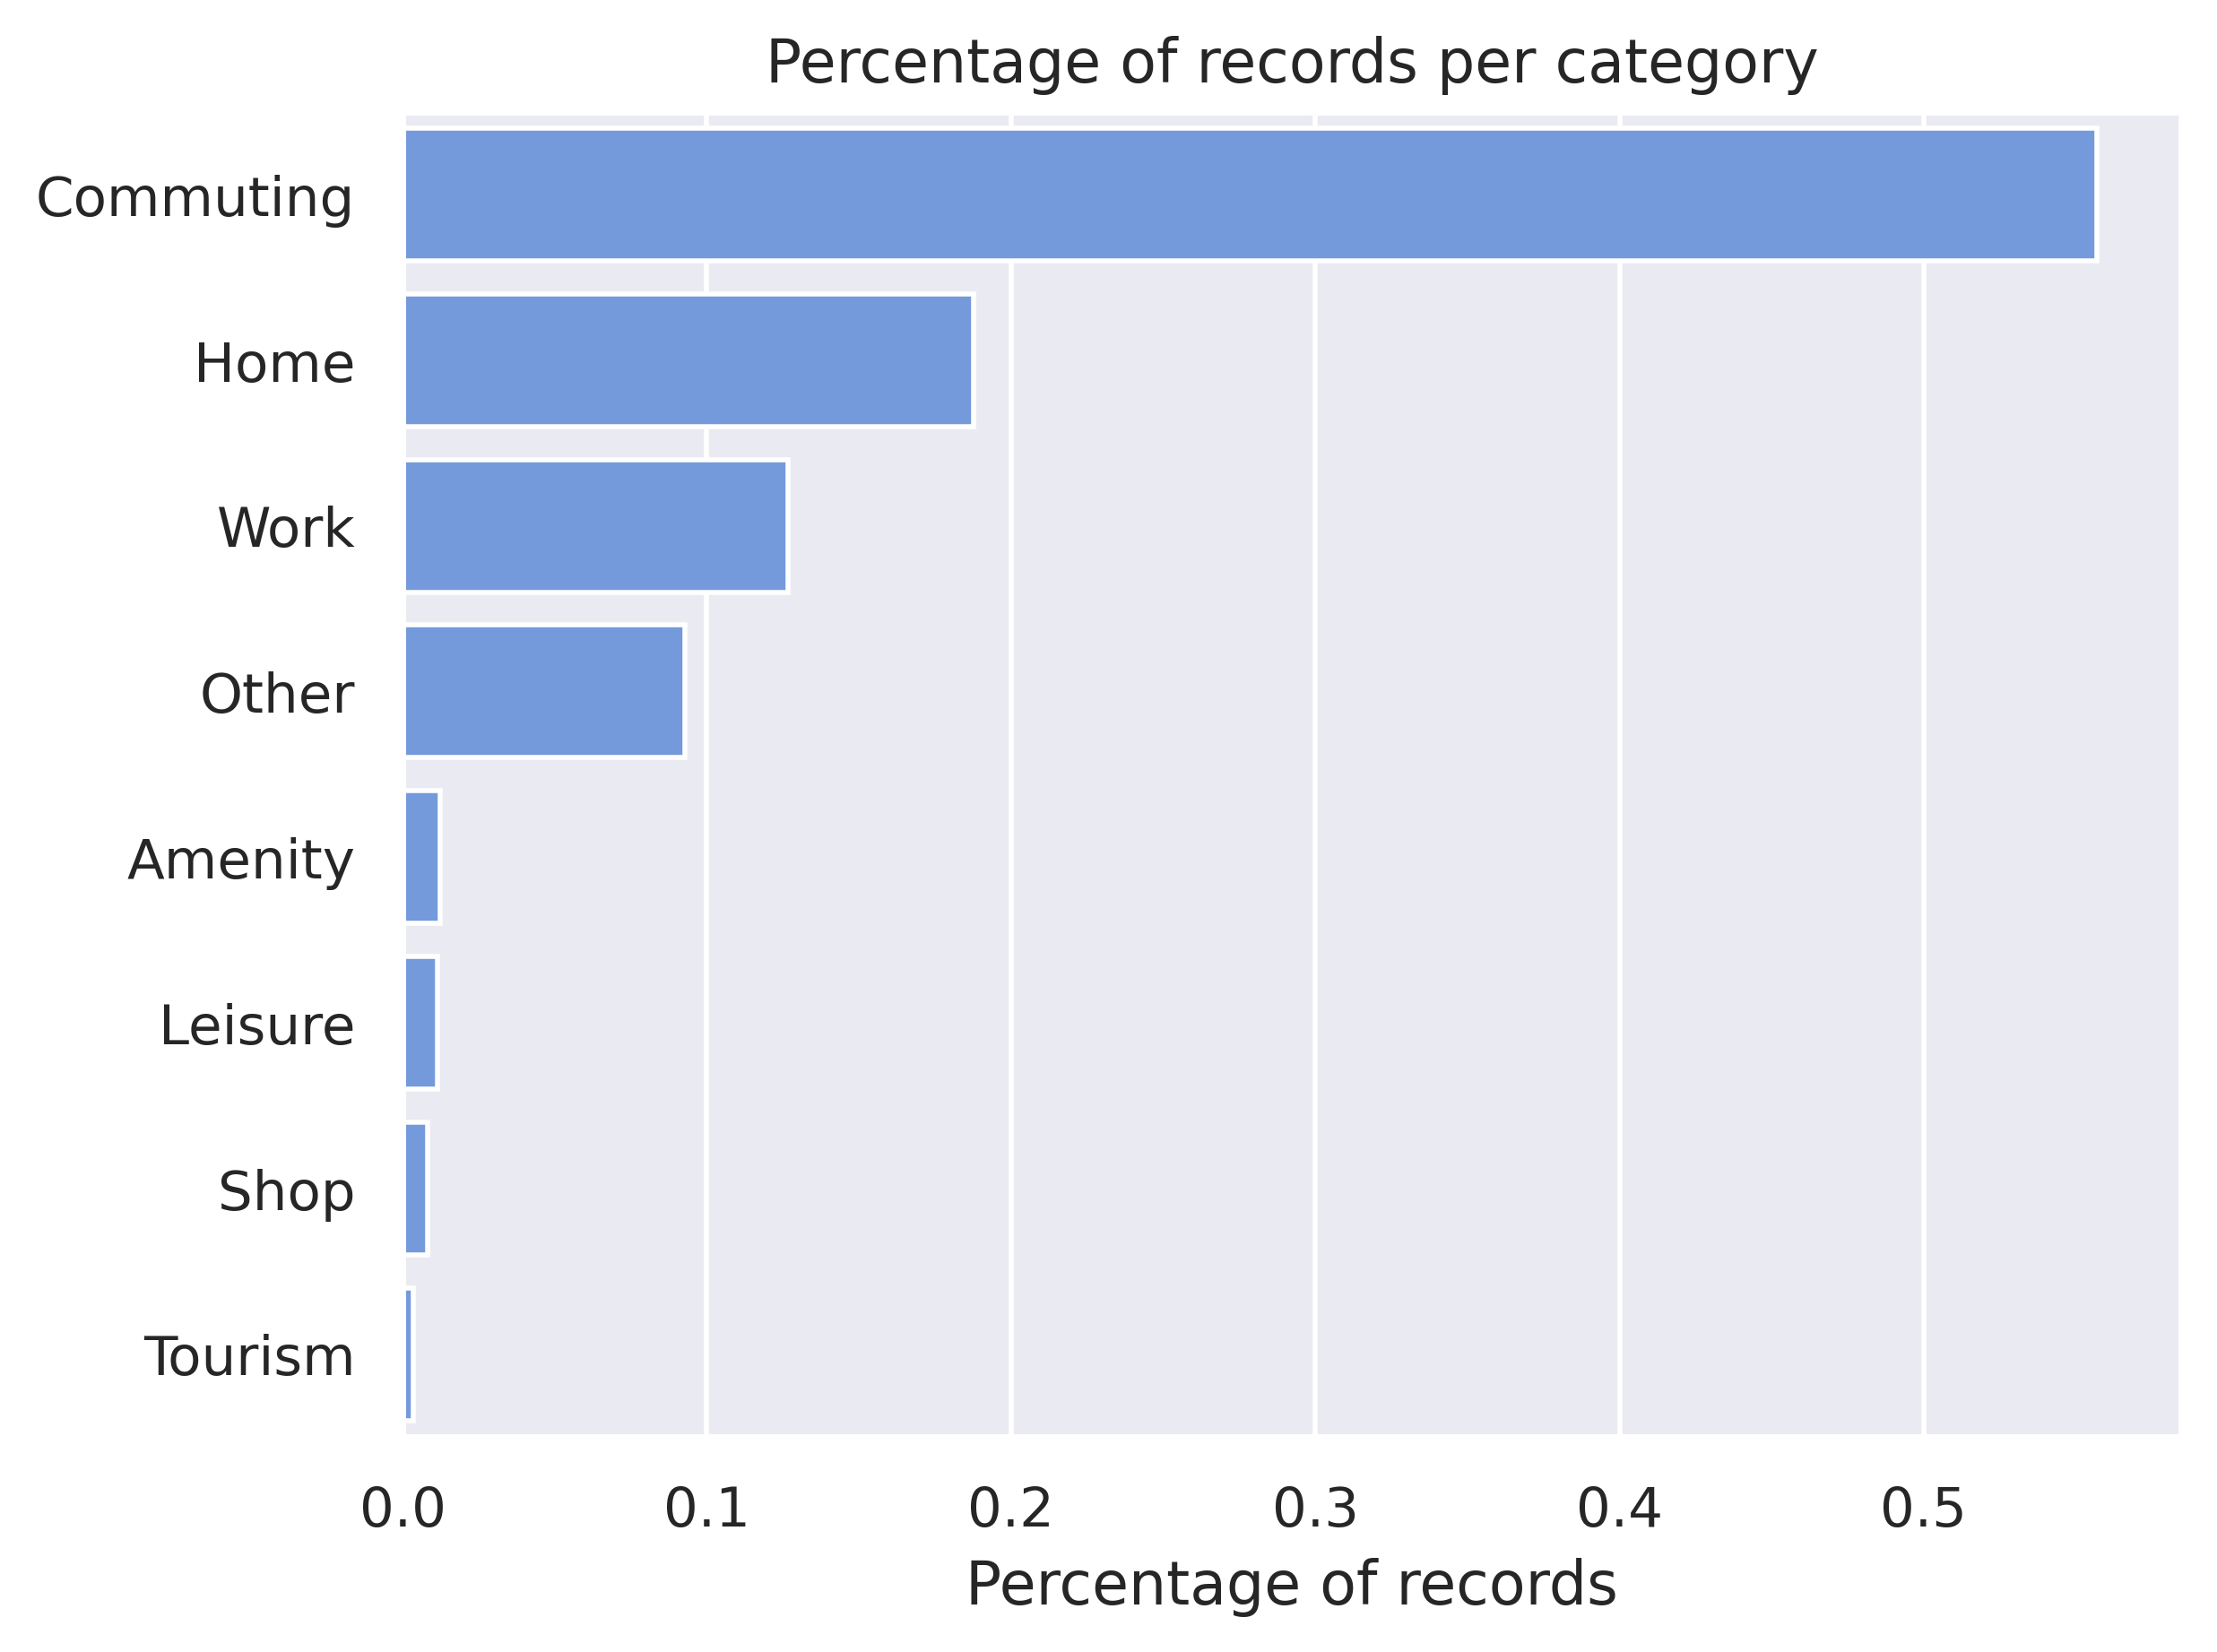 Percentage of records per category
Commuting
Home
Work
Other
Amenity
Leisure
Shop
Tourism
0.0 0.1 0.2 0.3 0.4 0.5
Percentage of records